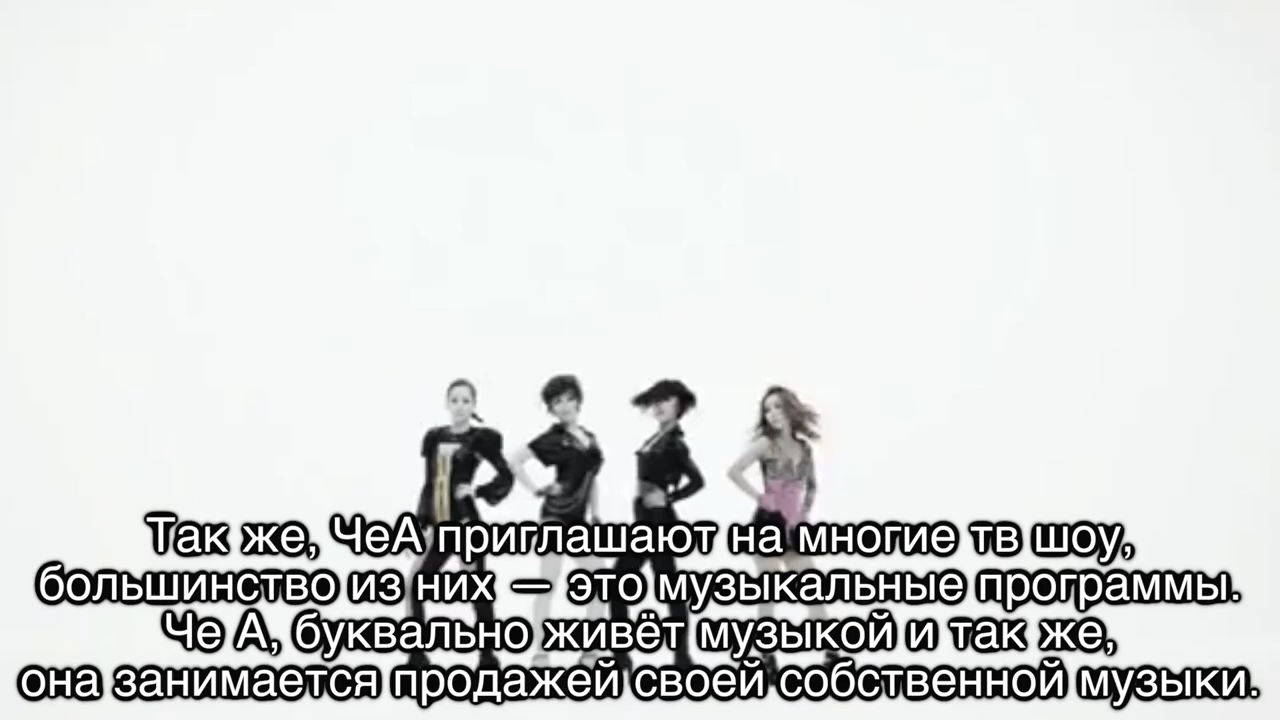 Так же, ЧеА приглашают на многие тв шоу,
большинство из них — это музыкальные программы.
Че А, буквально живёт музыкой и так же,
она занимается продажей своей собственной музыки.